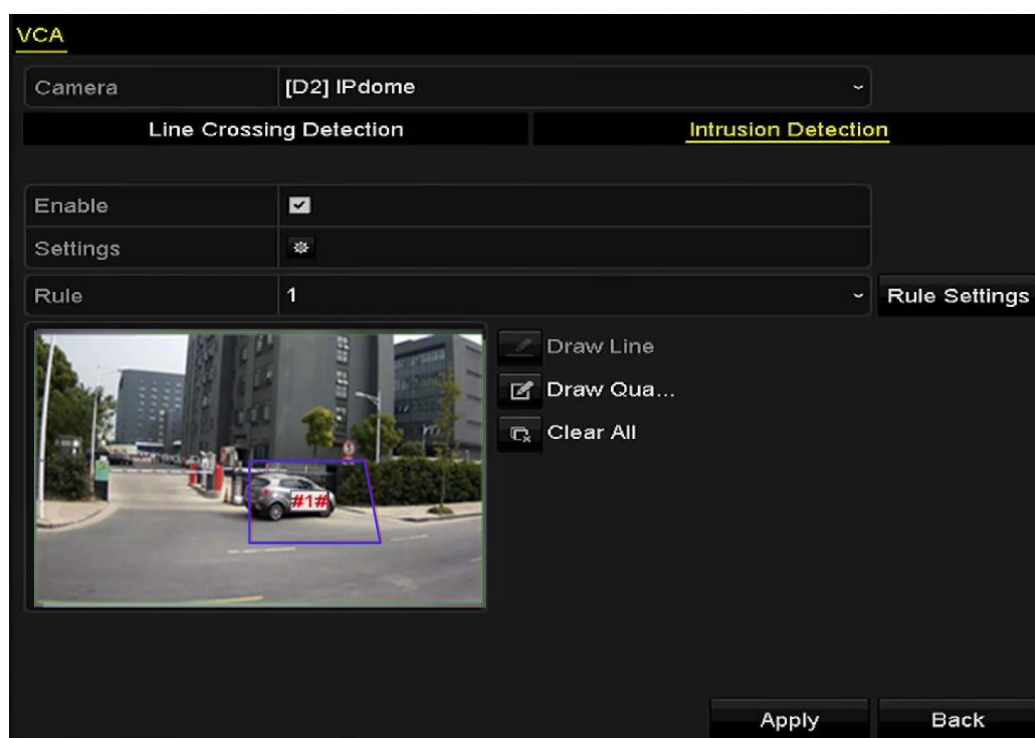 VCA
Camera [D2] IPdome
Line Crossing Detection Intrusion Detection
Enable
Settings
Rule 1 Rule Settings
Draw Line
Draw Qua...
Clear All
#1#
Apply Back